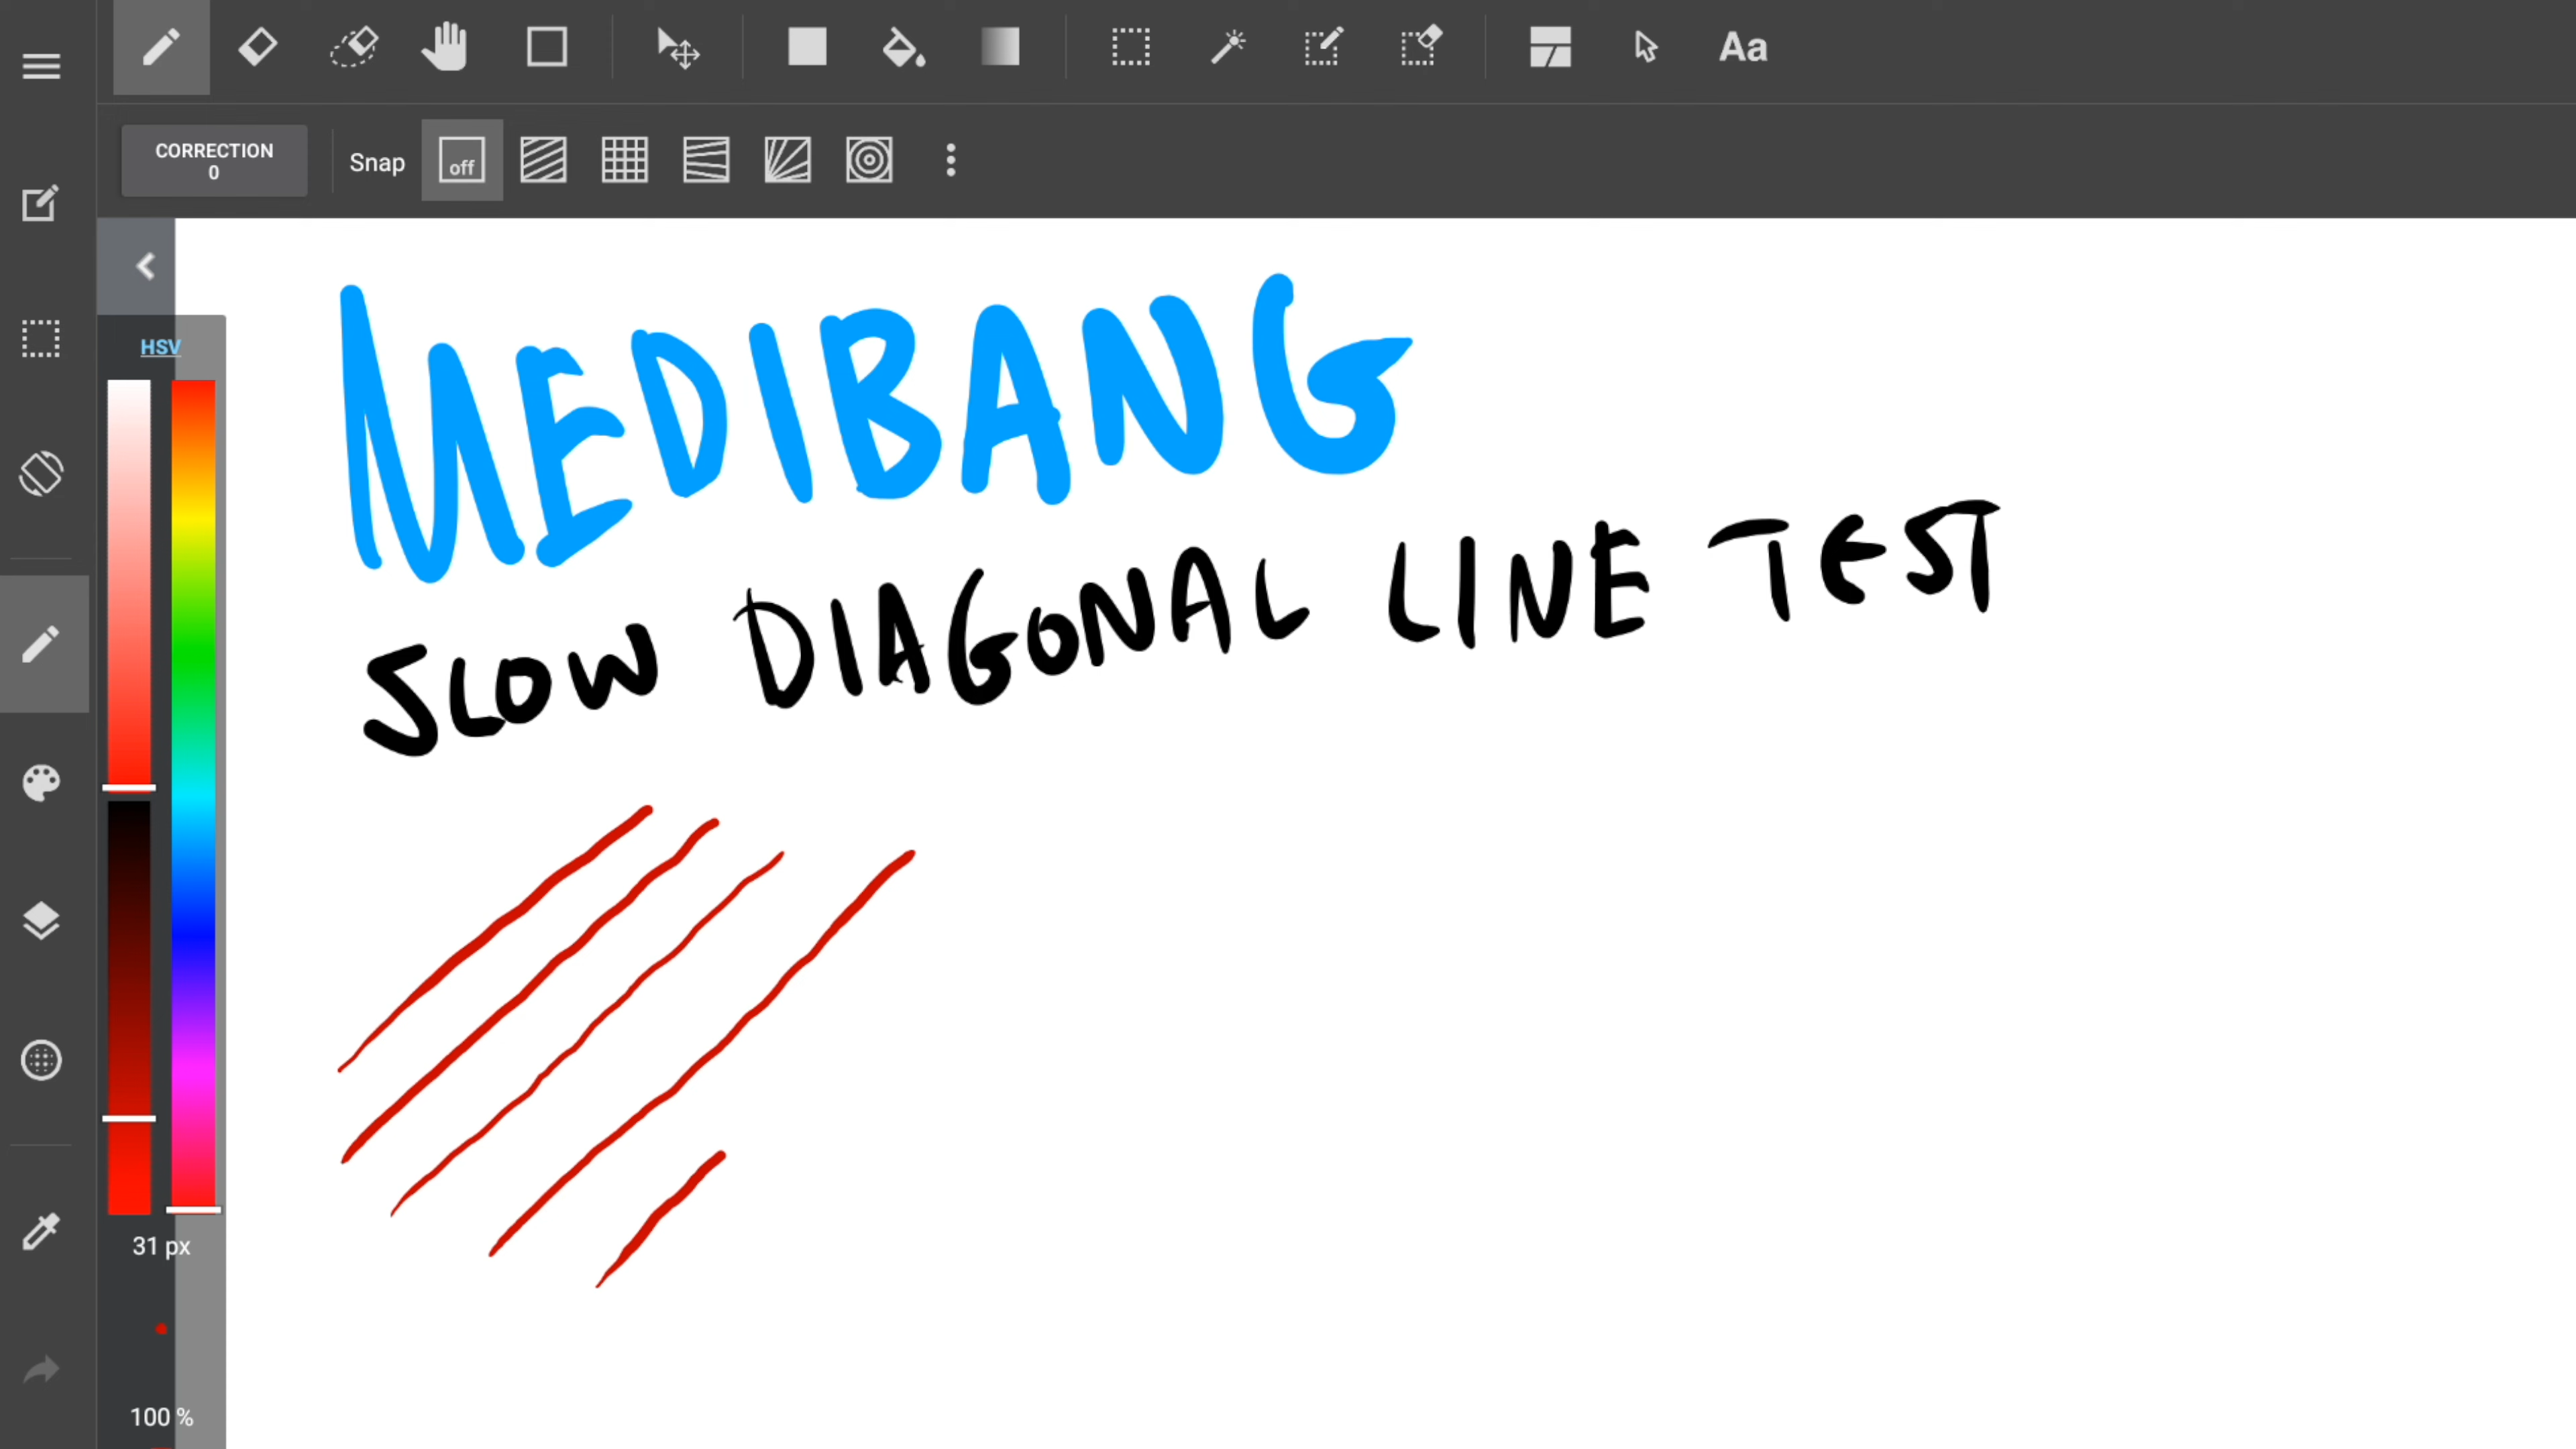 Aa
CORRECTION
0
Snap
off
HSV
MEDIBANG
SLOW DIAGONAL LINE TEST
31 px
100 %